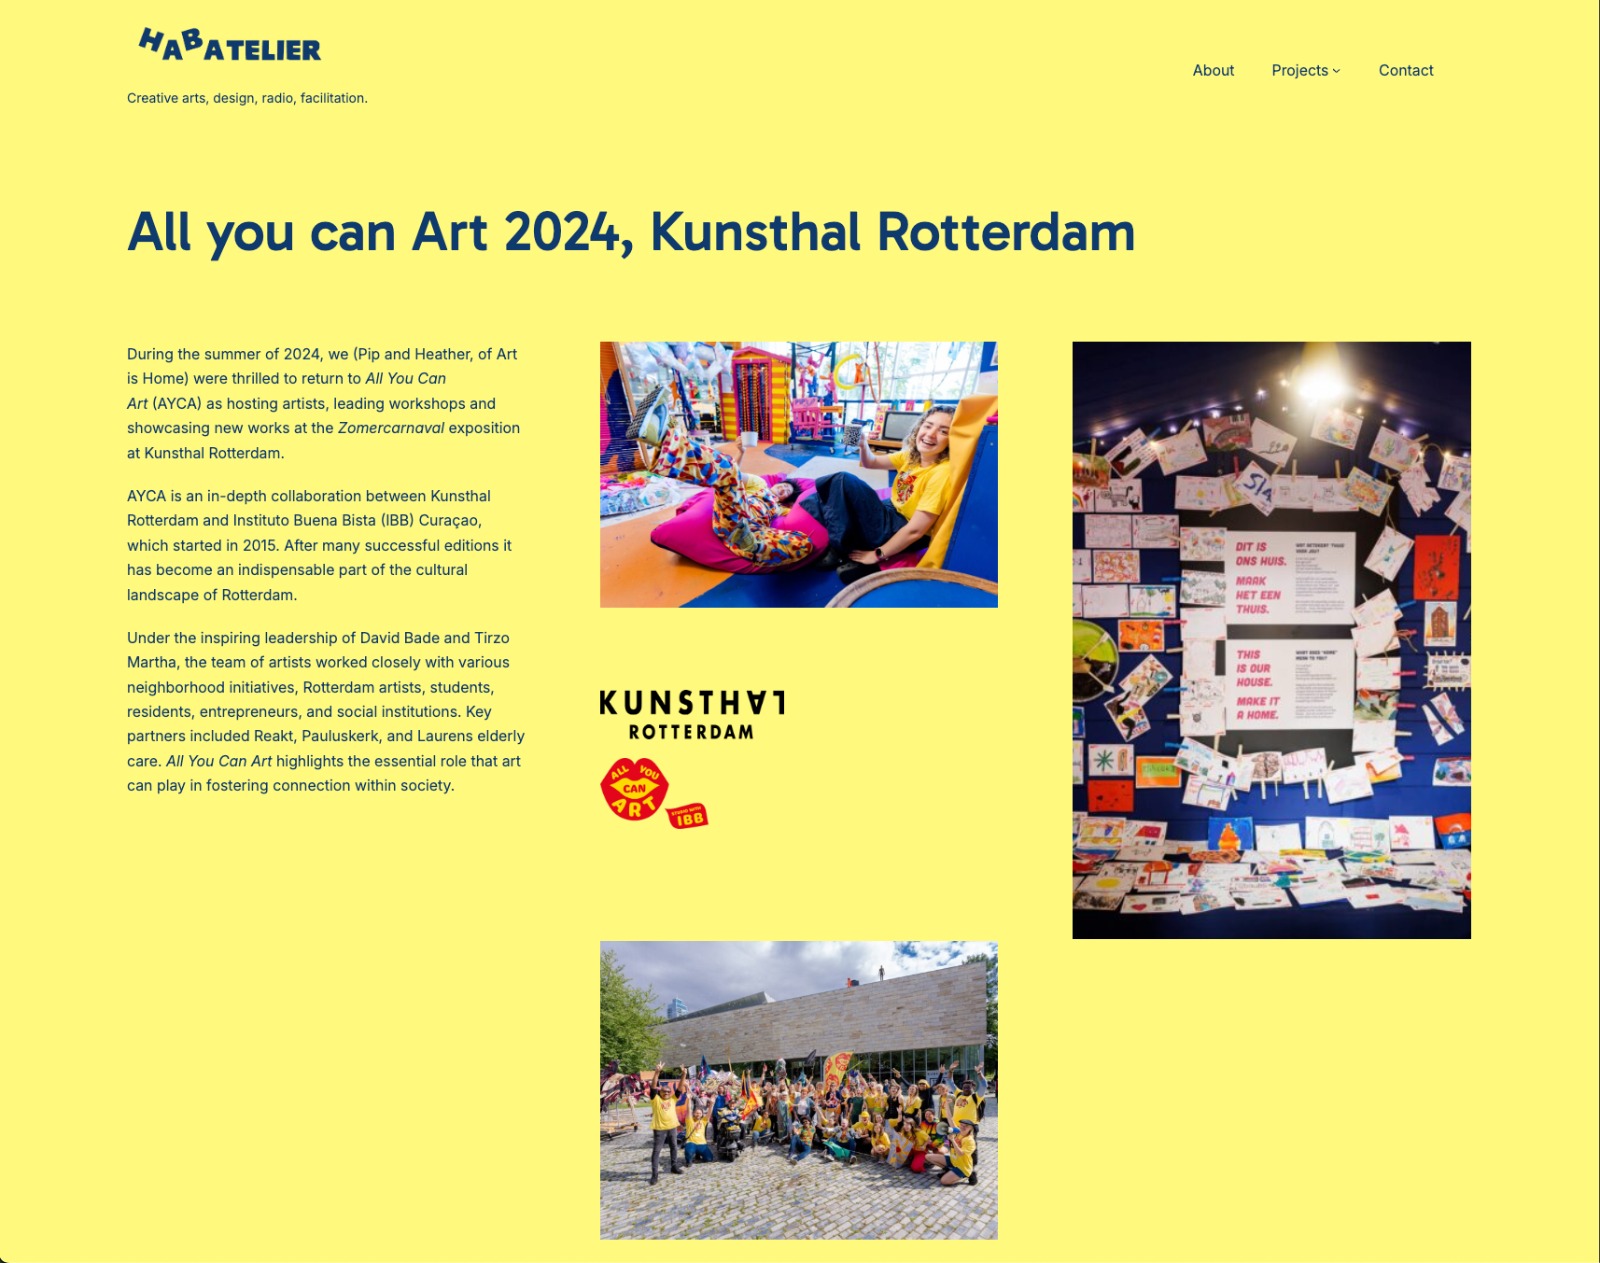 HABATELIER
Creative arts, design, radio, facilitation.
About
Projects
Contact
All you can Art 2024, Kunsthal Rotterdam
During the summer of 2024, we (Pip and Heather, of Art
is Home) were thrilled to return to All You Can
Art (AYCA) as hosting artists, leading workshops and
showcasing new works at the Zomercarnaval exposition
at Kunsthal Rotterdam.
AYCA is an in-depth collaboration between Kunsthal
Rotterdam and Instituto Buena Bista (IBB) Curaçao,
which started in 2015. After many successful editions it
has become an indispensable part of the cultural
landscape of Rotterdam.
Under the inspiring leadership of David Bade and Tirzo
Martha, the team of artists worked closely with various
neighborhood initiatives, Rotterdam artists, students,
residents, entrepreneurs, and social institutions. Key
partners included Reakt, Pauluskerk, and Laurens elderly
care. All You Can Art highlights the essential role that art
can play in fostering connection within society.
KUNSTHAL
ROTTERDAM
ALL YOU
CAN
ART
IBB
DIT IS
ONS HUIS.
MAAK
HET EEN
THUIS.
THIS
IS OUR
HOUSE.
MAKE IT
A HOME.
WHAT DOES "HOME"
MEAN TO YOU?